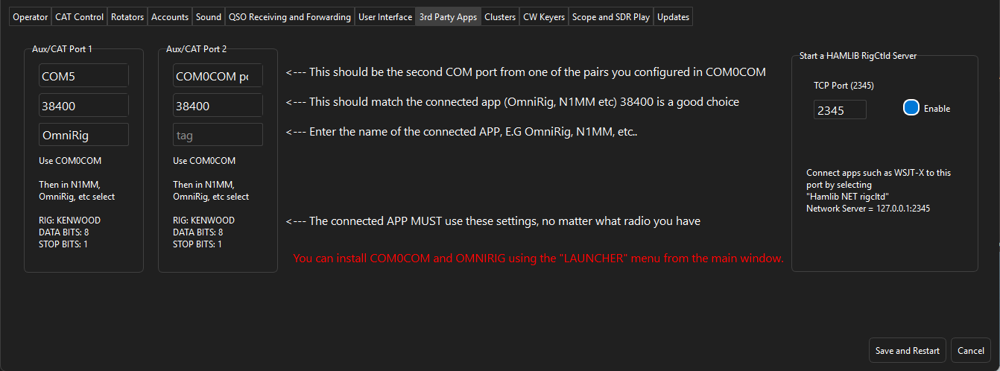 Operator CAT Control Rotators Accounts Sound QSO Receiving and Forwarding User Interface 3rd Party Apps Clusters CW Keyers Scope and SDR Play Updates
Aux/CAT Port 1
COM5
38400
OmniRig
Use COM0COM
Then in N1MM,
OmniRig, etc select
RIG: KENWOOD
DATA BITS: 8
STOP BITS: 1
Aux/CAT Port 2
COM0COM po
38400
tag
Use COM0COM
Then in N1MM,
OmniRig, etc select
RIG: KENWOOD
DATA BITS: 8
STOP BITS: 1
<--- This should be the second COM port from one of the pairs you configured in COM0COM
<--- This should match the connected app (OmniRig, N1MM etc) 38400 is a good choice
<--- Enter the name of the connected APP, E.G OmniRig, N1MM, etc..
<--- The connected APP MUST use these settings, no matter what radio you have
You can install COM0COM and OMNIRIG using the "LAUNCHER" menu from the main window.
Start a HAMLIB RigCtld Server
TCP Port (2345)
2345
Enable
Connect apps such as WSJT-X to this
port by selecting
"Hamlib NET rigcltd"
Network Server = 127.0.0.1:2345
Save and Restart
Cancel